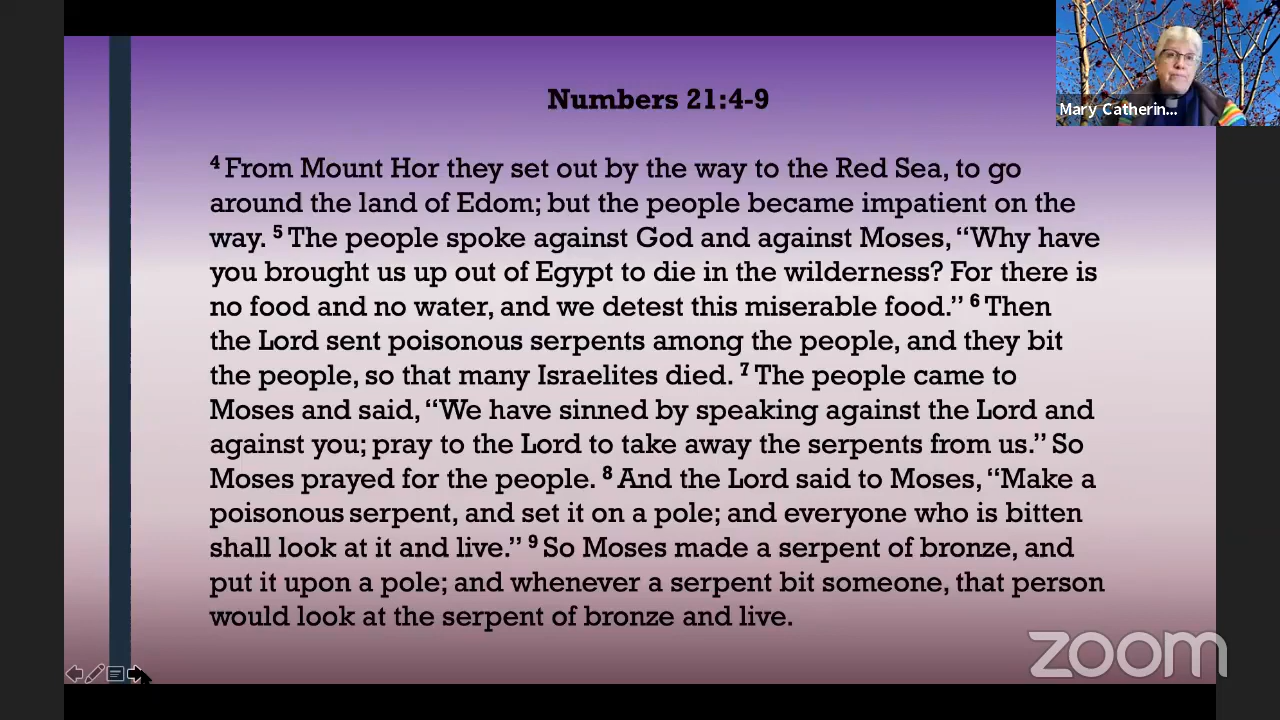 Numbers 21:4-9
Mary Catherin...
4 From Mount Hor they set out by the way to the Red Sea, to go
around the land of Edom; but the people became impatient on the
way. 5 The people spoke against God and against Moses, “Why have
you brought us up out of Egypt to die in the wilderness? For there is
no food and no water, and we detest this miserable food.” 6 Then
the Lord sent poisonous serpents among the people, and they bit
the people, so that many Israelites died. 7 The people came to
Moses and said, “We have sinned by speaking against the Lord and
against you; pray to the Lord to take away the serpents from us.” So
Moses prayed for the people. 8 And the Lord said to Moses, “Make a
poisonous serpent, and set it on a pole; and everyone who is bitten
shall look at it and live.” 9 So Moses made a serpent of bronze, and
put it upon a pole; and whenever a serpent bit someone, that person
would look at the serpent of bronze and live.
zoom